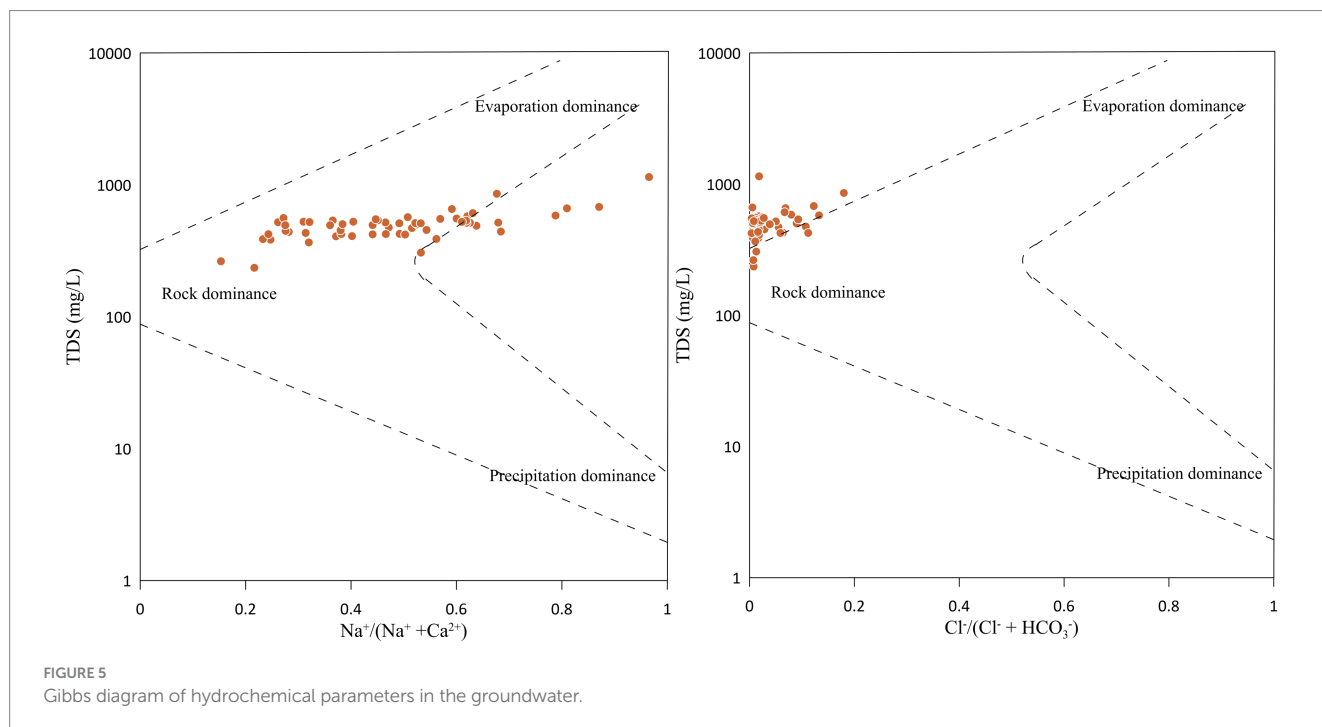 10000
1000
100
10
1
TDS (mg/L)
Evaporation dominance
Rock dominance
Precipitation dominance
0 0.2 0.4 0.6 0.8 1
Na⁺/(Na⁺ +Ca²⁺)
10000
1000
100
10
1
TDS (mg/L)
Evaporation dominance
Rock dominance
Precipitation dominance
0 0.2 0.4 0.6 0.8 1
Cl⁻/(Cl⁻ + HCO₃⁻)
FIGURE 5
Gibbs diagram of hydrochemical parameters in the groundwater.